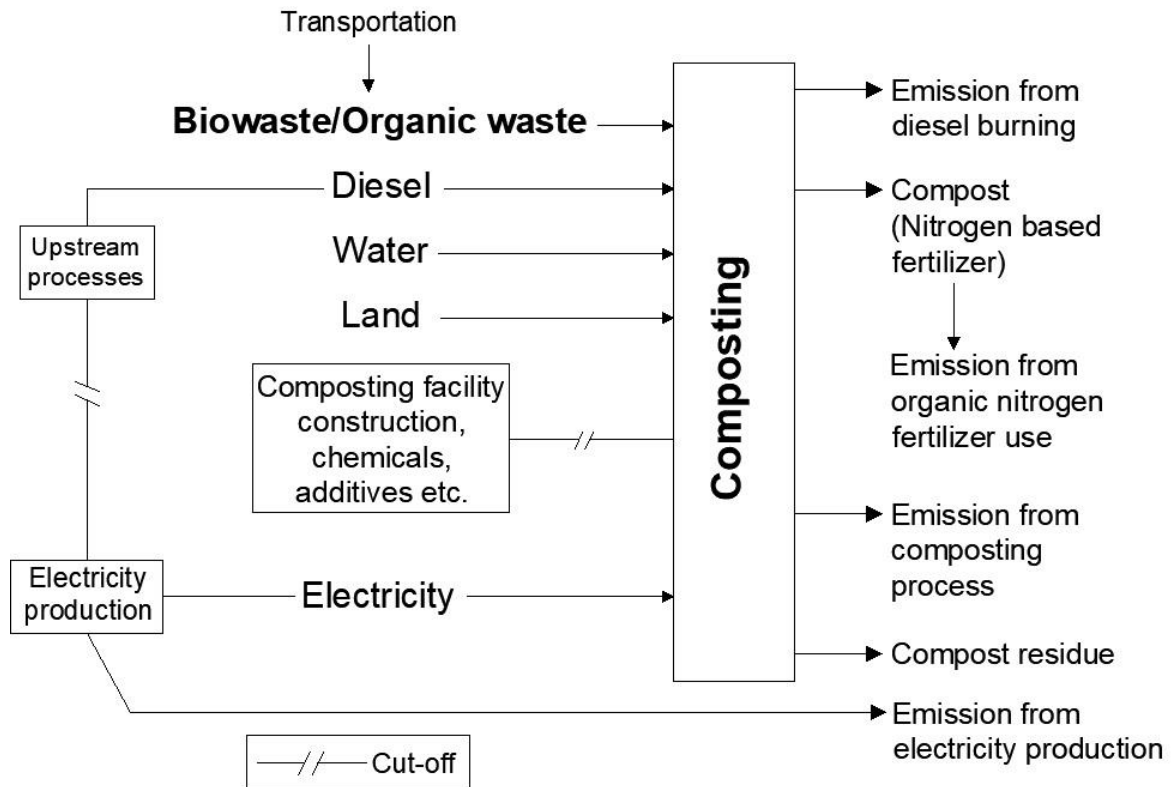 Transportation
Biowaste/Organic waste
Diesel
Water
Land
Upstream
processes
Composting facility
construction,
chemicals,
additives etc.
Electricity
production
Electricity
Composting
Emission from
diesel burning
Compost
(Nitrogen based
fertilizer)
Emission from
organic nitrogen
fertilizer use
Emission from
composting
process
Compost residue
Emission from
electricity production
Cut-off